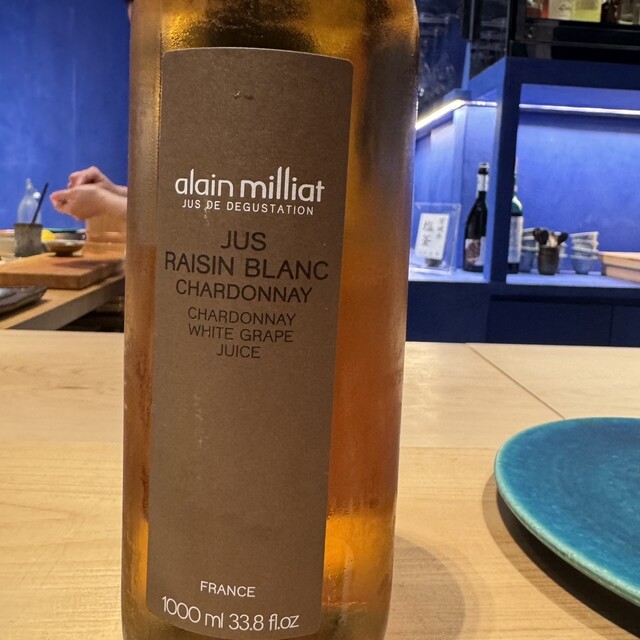 alain milliat
JUS DE DEGUSTATION
JUS
RAISIN BLANC
CHARDONNAY
CHARDONNAY
WHITE GRAPE
JUICE
FRANCE
1000 ml 33.8 fl.oz